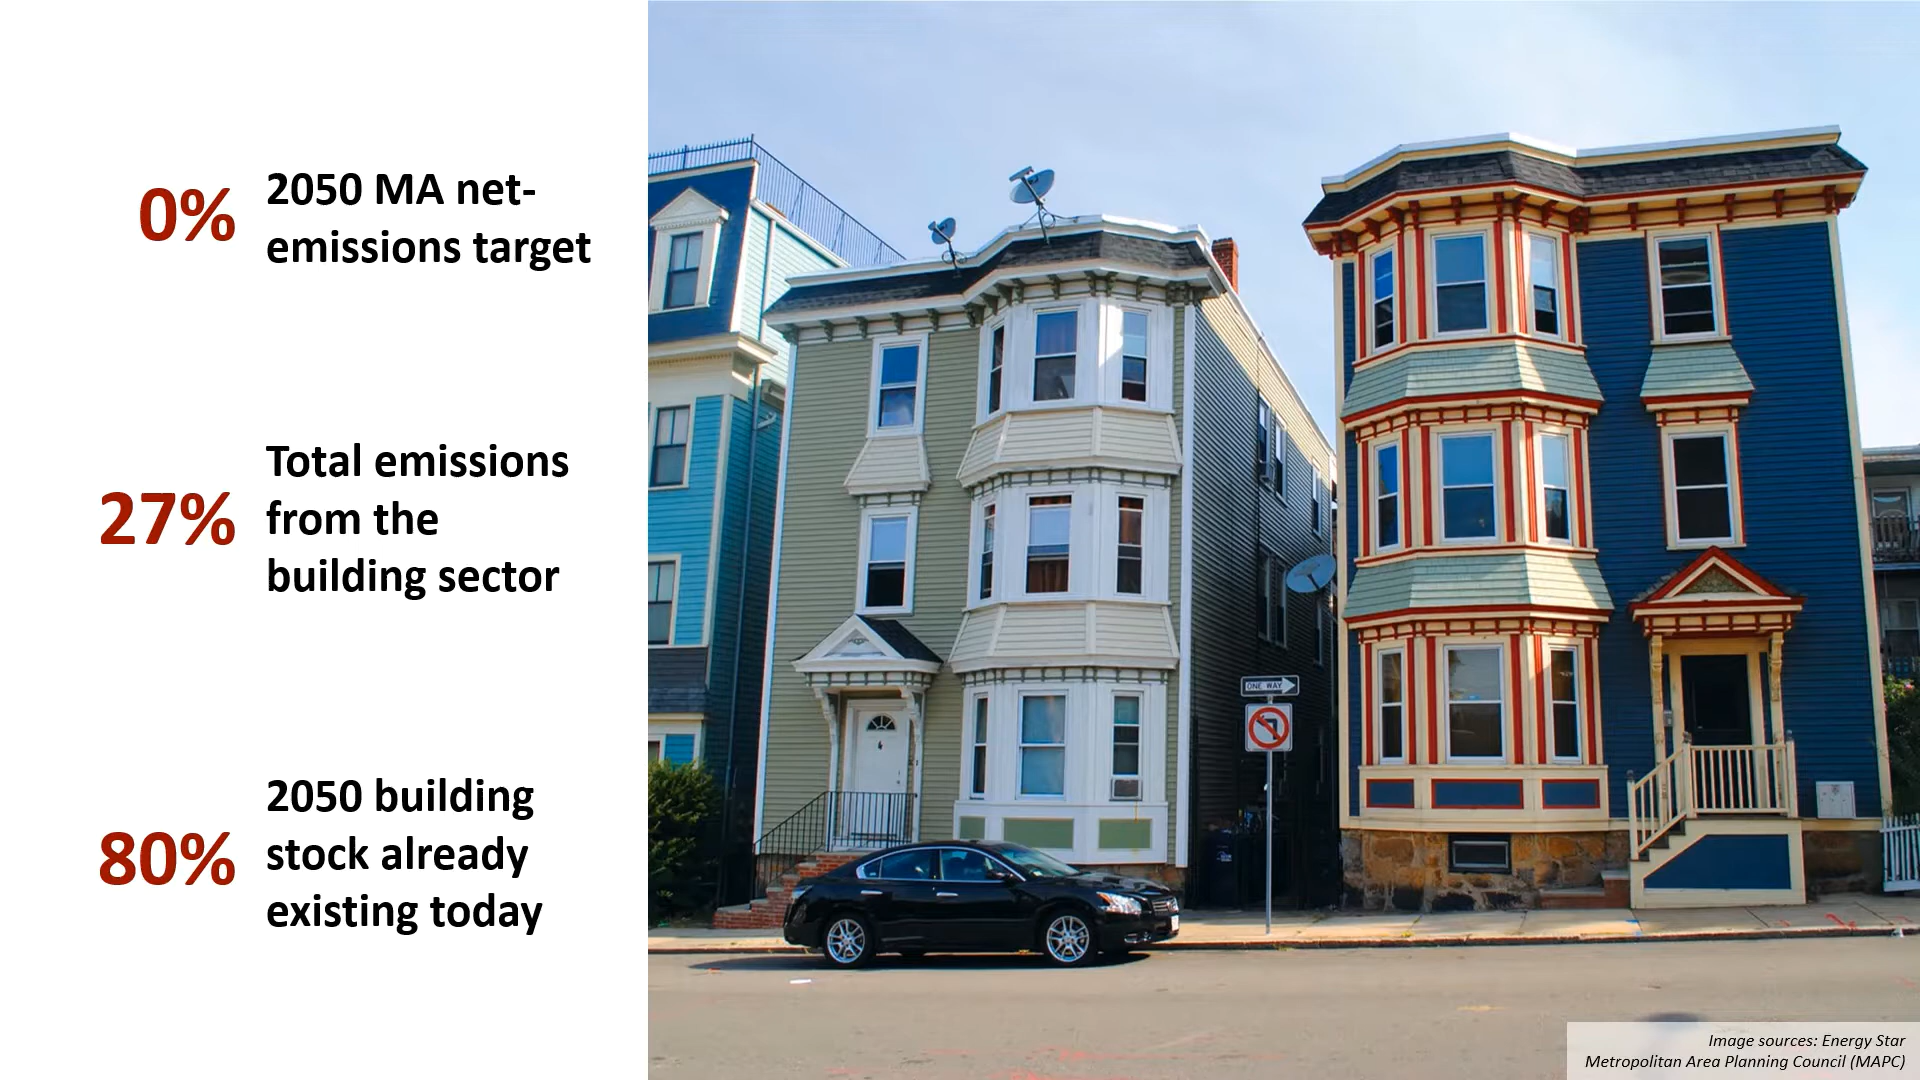 0%
2050 MA net-
emissions target
27%
Total emissions
from the
building sector
80%
2050 building
stock already
existing today
ONE WAY
4
Image sources: Energy Star
Metropolitan Area Planning Council (MAPC)